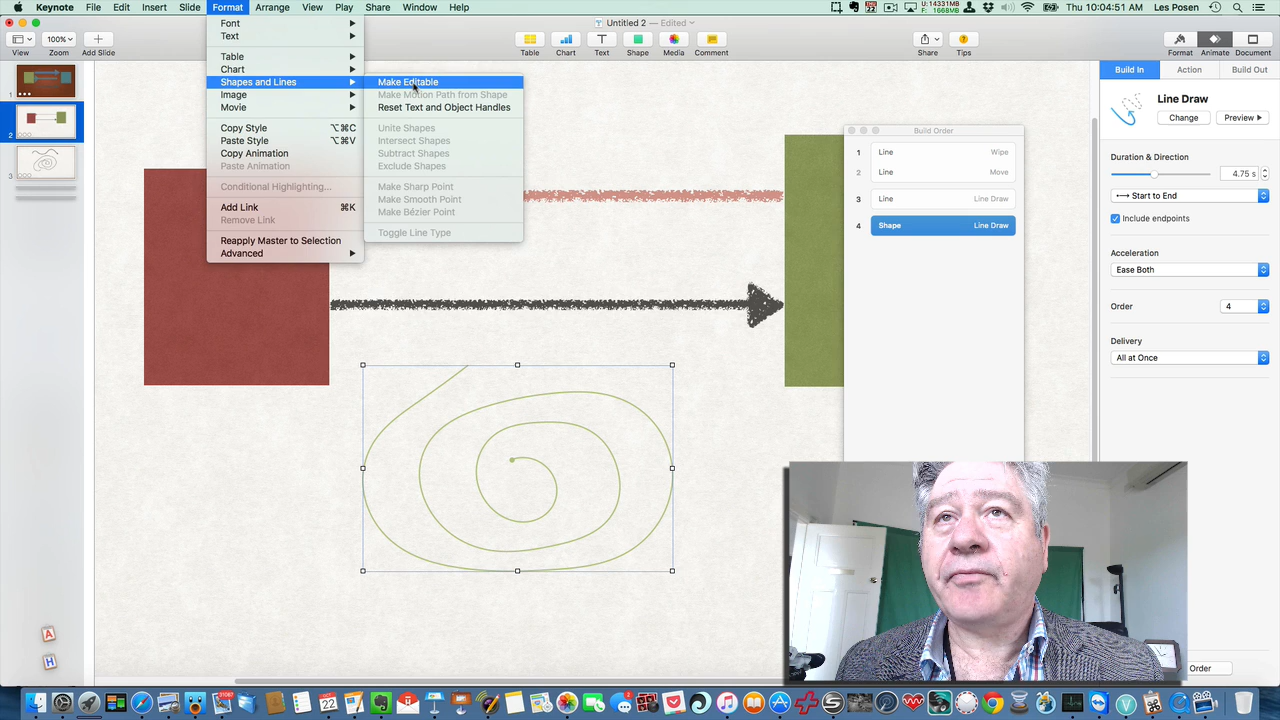 Keynote File Edit Insert Slide Format Arrange View Play Share Window Help
U:14331MB
F: 1668MB
Thu 10:04:51 AM Les Posen
Untitled 2 — Edited
100%
View Zoom Add Slide
Table Chart Text Shape Media Comment
Share Tips
Format Animate Document
Font
Text
Table
Chart
Shapes and Lines
Image
Movie
Copy Style ⌥⌘C
Paste Style ⌥⌘V
Copy Animation
Paste Animation
Conditional Highlighting...
Add Link ⌘K
Remove Link
Reapply Master to Selection
Advanced
Make Editable
Make Motion Path from Shape
Reset Text and Object Handles
Unite Shapes
Intersect Shapes
Subtract Shapes
Exclude Shapes
Make Sharp Point
Make Smooth Point
Make Bézier Point
Toggle Line Type
1
2
3
A
H
Build Order
1 Line Wipe
2 Line Move
3 Line Line Draw
4 Shape Line Draw
Build In Action Build Out
Line Draw
Change Preview
Duration & Direction
4.75 s
Start to End
Include endpoints
Acceleration
Ease Both
Order 4
Delivery
All at Once
Order